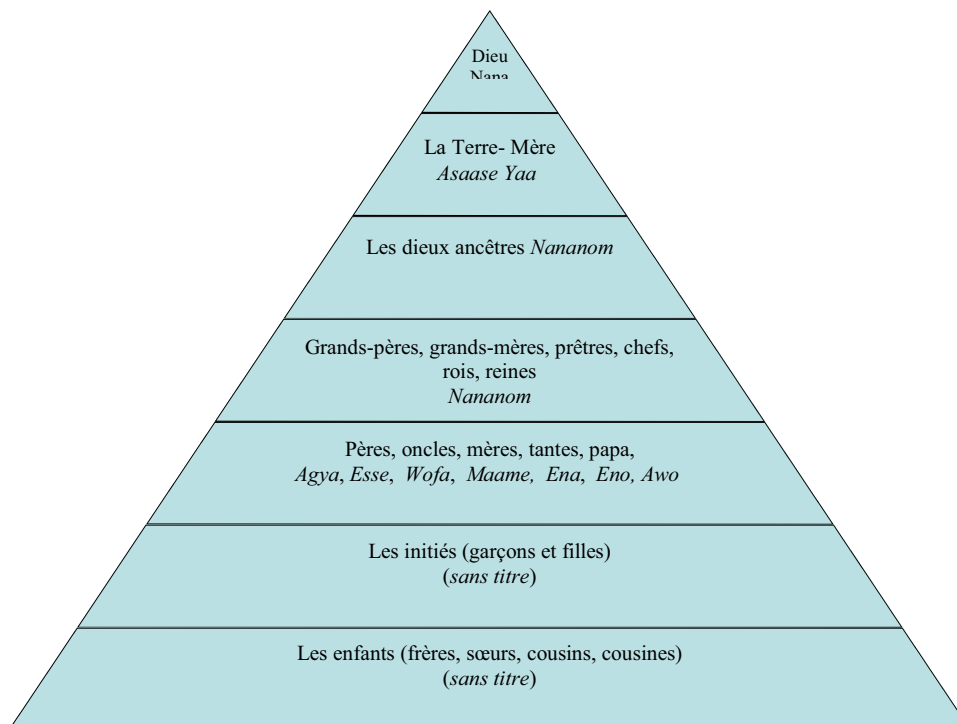 Dieu
Nana
La Terre- Mère
Asaase Yaa
Les dieux ancêtres Nananom
Grands-pères, grands-mères, prêtres, chefs,
rois, reines
Nananom
Pères, oncles, mères, tantes, papa,
Agya, Esse, Wofa, Maame, Ena, Eno, Awo
Les initiés (garçons et filles)
(sans titre)
Les enfants (frères, sœurs, cousins, cousines)
(sans titre)